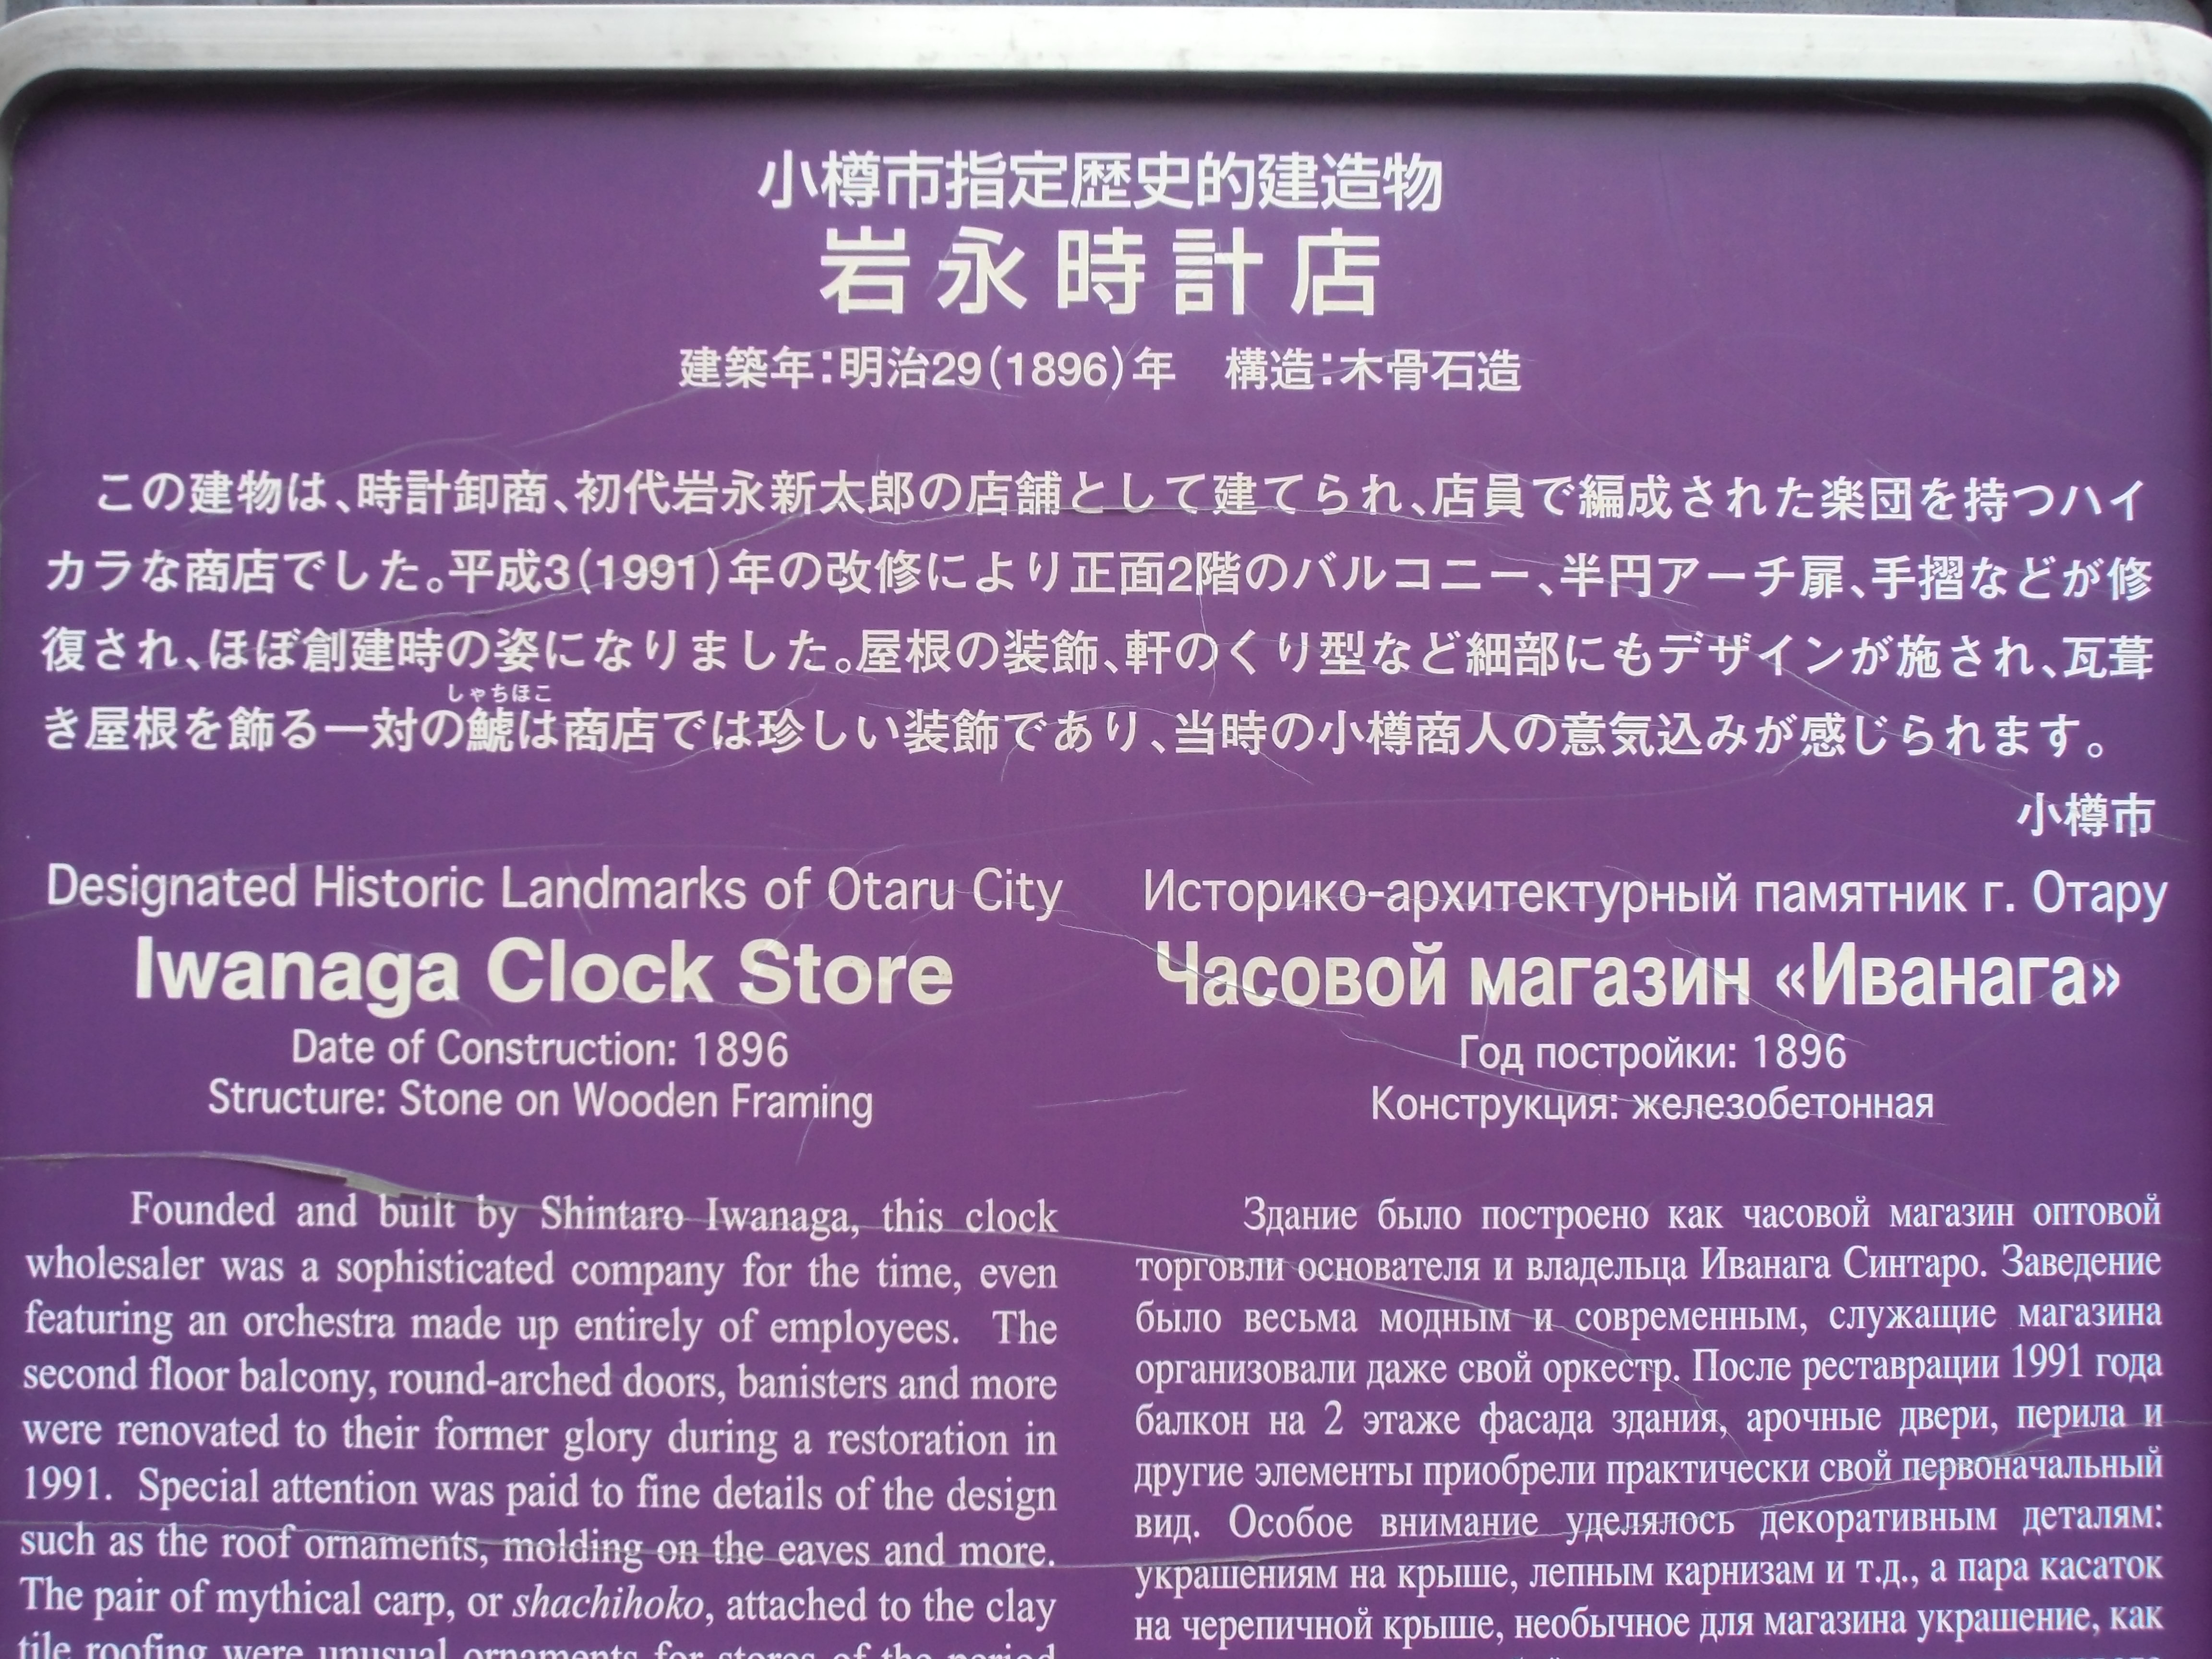 小樽市指定歴史的建造物
岩永時計店
建築年：明治29（1896）年　構造：木骨石造
この建物は、時計卸商、初代岩永新太郎の店舗として建てられ、店員で編成された楽団を持つハイ
カラな商店でした。平成3（1991）年の改修により正面2階のバルコニー、半円アーチ扉、手摺などが修
復され、ほぼ創建時の姿になりました。屋根の装飾、軒のくり型など細部にもデザインが施され、瓦葺
しゃちほこ
き屋根を飾る一対の鯱は商店では珍しい装飾であり、当時の小樽商人の意気込みが感じられます。
小樽市
Designated Historic Landmarks of Otaru City
Iwanaga Clock Store
Date of Construction: 1896
Structure: Stone on Wooden Framing
Founded and built by Shintaro Iwanaga, this clock
wholesaler was a sophisticated company for the time, even
featuring an orchestra made up entirely of employees. The
second floor balcony, round-arched doors, banisters and more
were renovated to their former glory during a restoration in
1991. Special attention was paid to fine details of the design
such as the roof ornaments, molding on the eaves and more.
The pair of mythical carp, or shachihoko, attached to the clay
tile roofing were unusual ornaments for stores of the period
Историко-архитектурный памятник г. Отару
Часовой магазин «Иванага»
Год постройки: 1896
Конструкция: железобетонная
Здание было построено как часовой магазин оптовой
торговли основателя и владельца Иванага Синтаро. Заведение
было весьма модным и современным, служащие магазина
организовали даже свой оркестр. После реставрации 1991 года
балкон на 2 этаже фасада здания, арочные двери, перила и
другие элементы приобрели практически свой первоначальный
вид. Особое внимание уделялось декоративным деталям:
украшениям на крыше, лепным карнизам и т.д., а пара касаток
на черепичной крыше, необычное для магазина украшение, как